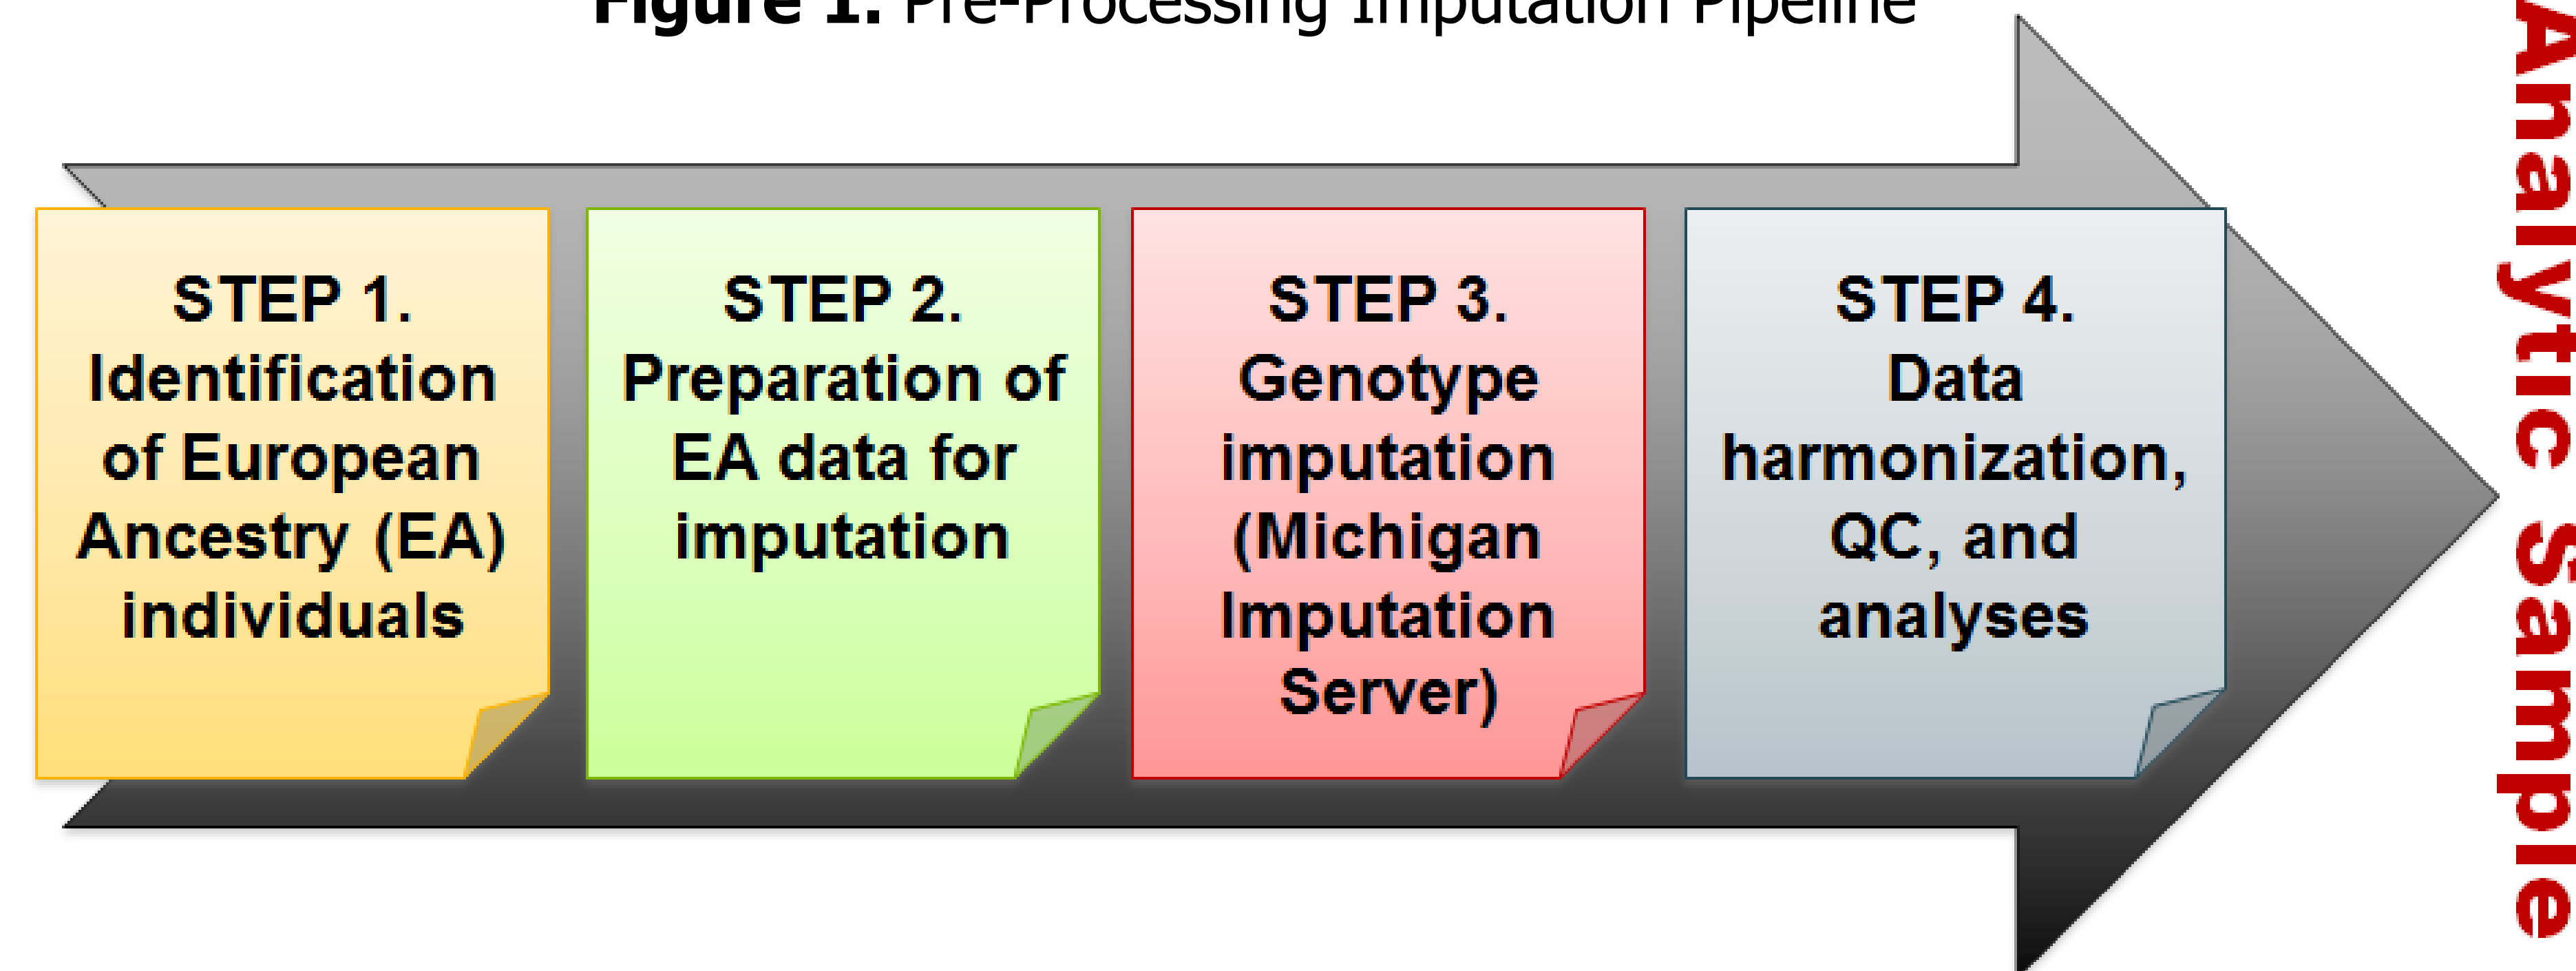 Figure 1. Pre-Processing Imputation Pipeline
STEP 1.
Identification
of European
Ancestry (EA)
individuals
STEP 2.
Preparation of
EA data for
imputation
STEP 3.
Genotype
imputation
(Michigan
Imputation
Server)
STEP 4.
Data
harmonization,
QC, and
analyses
Analytic Sample